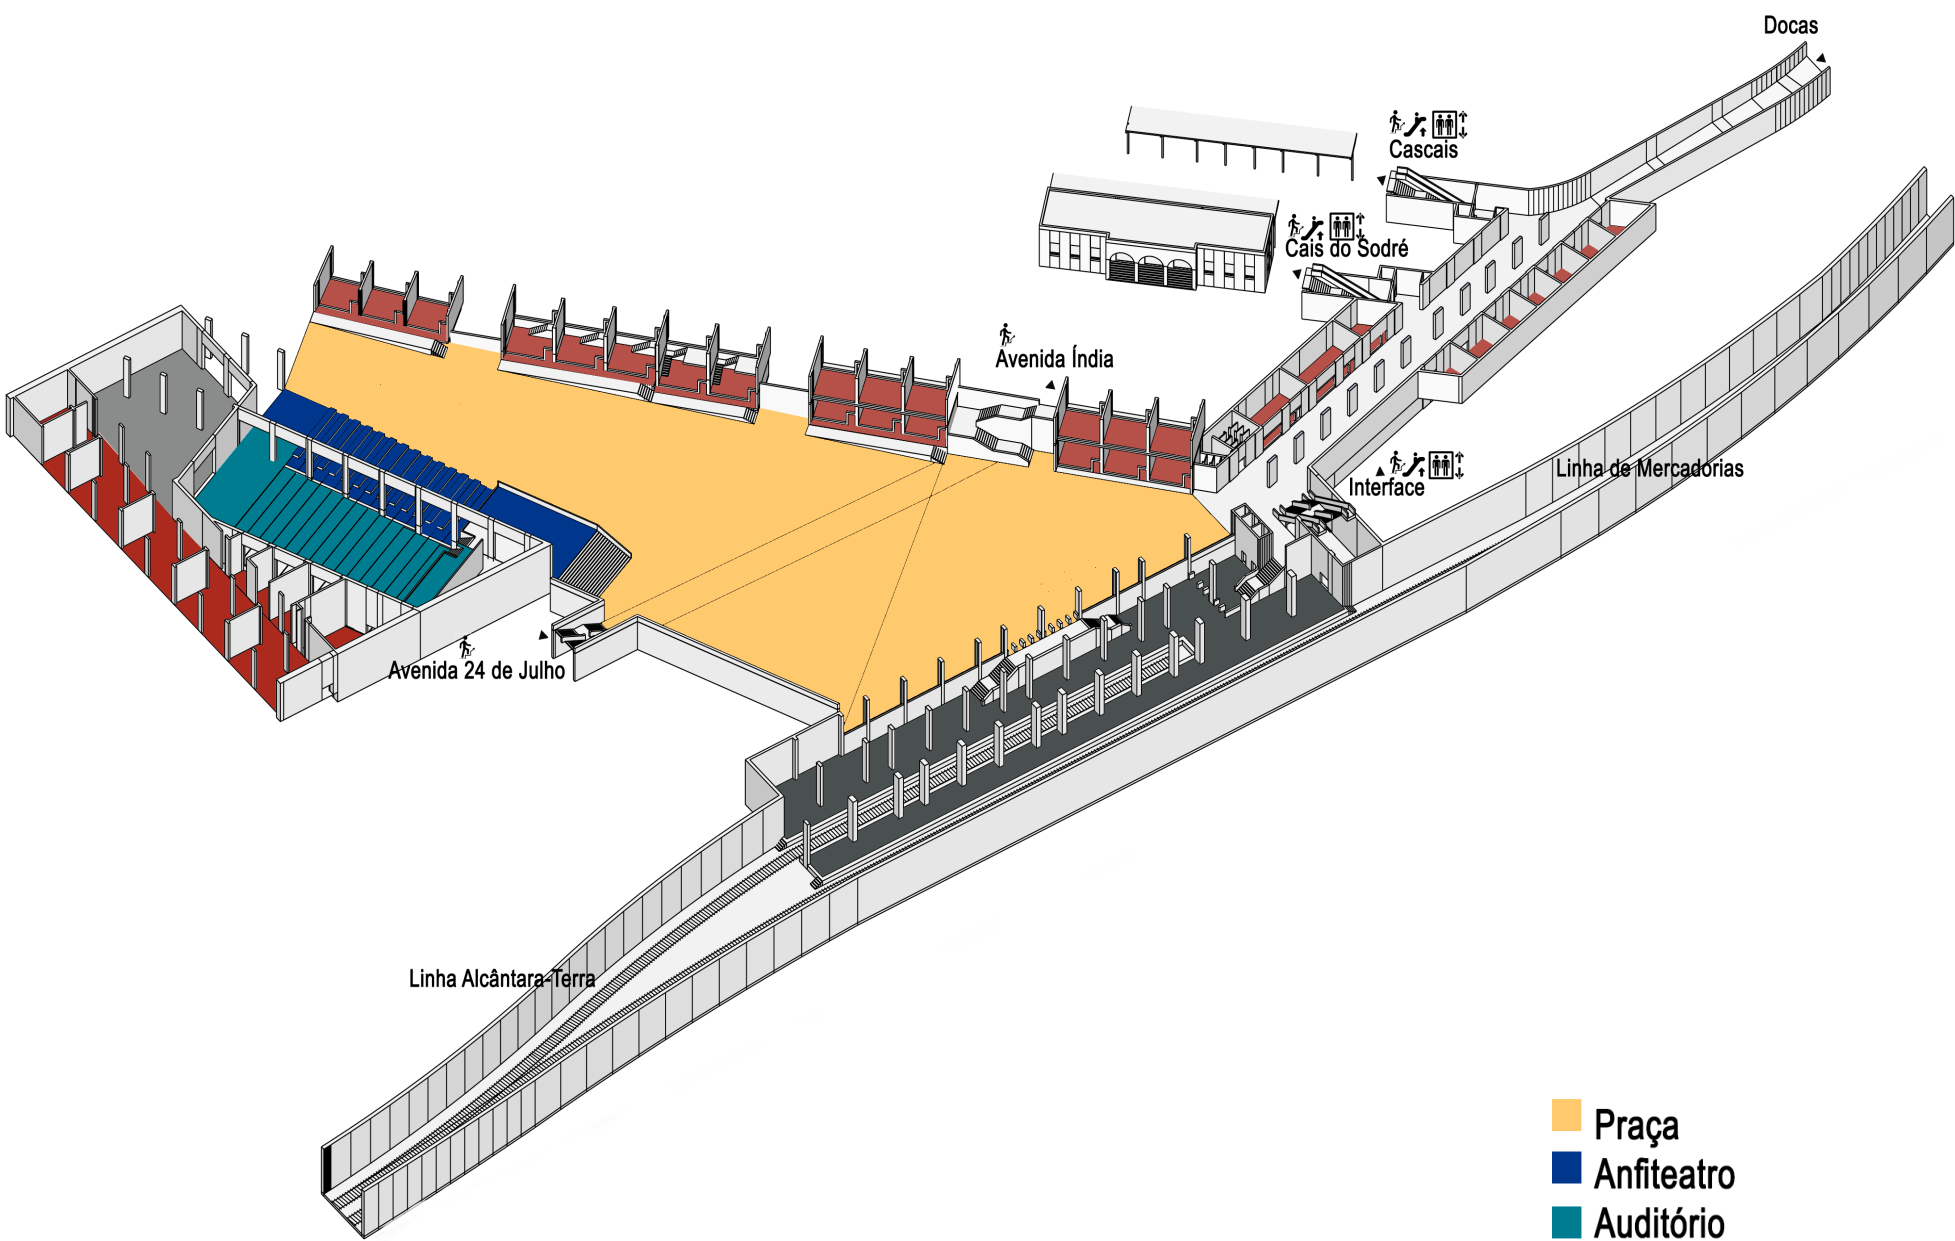 Docas
Cascais
Cais do Sodré
Avenida Índia
Linha de Mercadorias
Interface
Avenida 24 de Julho
Linha Alcântara-Terra
Praça
Anfiteatro
Auditório